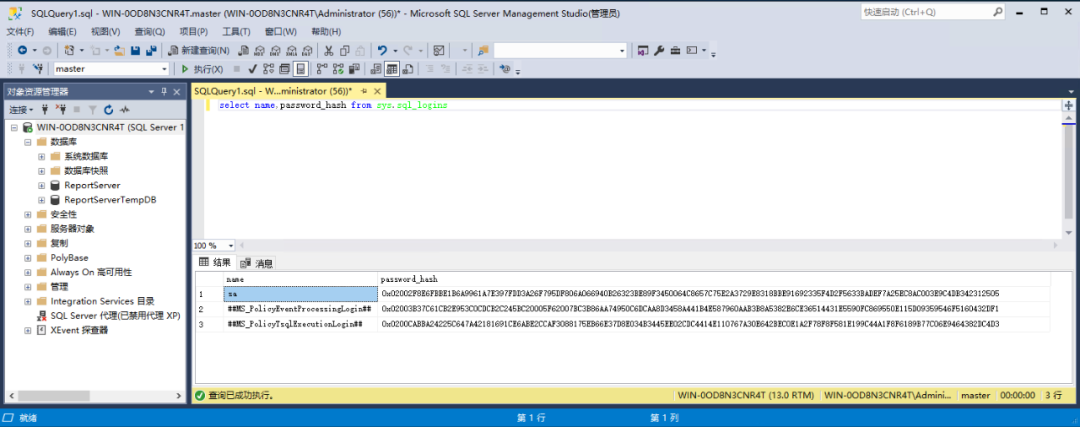 SQLQuery1.sql - WIN-0OD8N3CNR4T.master (WIN-0OD8N3CNR4T\Administrator (56))* - Microsoft SQL Server Management Studio(管理员)
快速启动 (Ctrl+Q)
文件(F) 编辑(E) 视图(V) 查询(Q) 项目(P) 工具(T) 窗口(W) 帮助(H)
新建查询(N)
master
执行(X)
对象资源管理器
连接
WIN-0OD8N3CNR4T (SQL Server 1
数据库
系统数据库
数据库快照
ReportServer
ReportServerTempDB
安全性
服务器对象
复制
PolyBase
Always On 高可用性
管理
Integration Services 目录
SQL Server 代理(已禁用代理 XP)
XEvent 探查器
SQLQuery1.sql - W...ministrator (56))*
select name,password_hash from sys.sql_logins
100 %
结果 消息
name password_hash
1 sa
2 ##MS_PolicyEventProcessingLogin##
3 ##MS_PolicyTsqlExecutionLogin##
查询已成功执行。
WIN-0OD8N3CNR4T (13.0 RTM) WIN-0OD8N3CNR4T\Admini... master 00:00:00 3 行
就绪 第 1 行 第 1 列